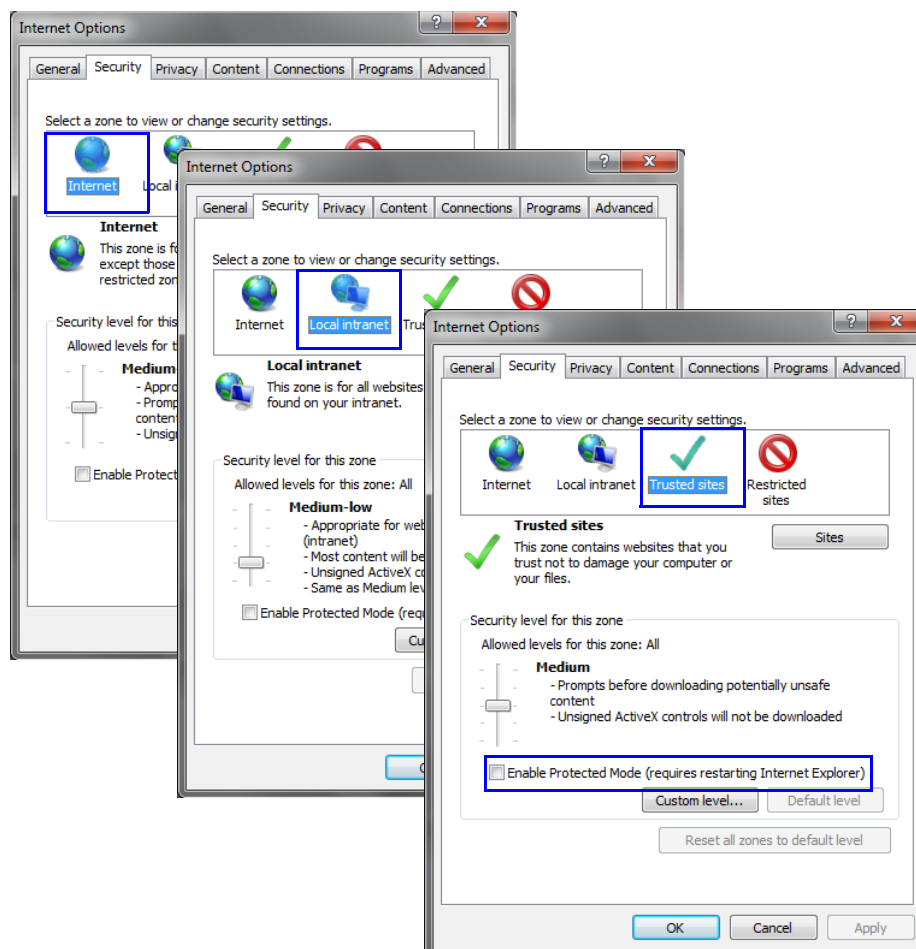 Internet Options
?
General Security Privacy Content Connections Programs Advanced
Select a zone to view or change security settings.
Internet
Local i
Internet
This zone is fo
except those
restricted zon
Security level for this
Allowed levels for t
Medium-
- Appro
- Promp
content
- Unsig
Enable Protect
Internet Options
?
General Security Privacy Content Connections Programs Advanced
Select a zone to view or change security settings.
Internet Local intranet Trus
Local intranet
This zone is for all websites
found on your intranet.
Security level for this zone
Allowed levels for this zone: All
Medium-low
- Appropriate for web
(intranet)
- Most content will be
- Unsigned ActiveX co
- Same as Medium lev
Enable Protected Mode (requ
Cu
Internet Options
?
General Security Privacy Content Connections Programs Advanced
Select a zone to view or change security settings.
Internet Local intranet Trusted sites Restricted
sites
Trusted sites
This zone contains websites that you
trust not to damage your computer or
your files.
Sites
Security level for this zone
Allowed levels for this zone: All
Medium
- Prompts before downloading potentially unsafe
content
- Unsigned ActiveX controls will not be downloaded
Enable Protected Mode (requires restarting Internet Explorer)
Custom level... Default level
Reset all zones to default level
OK Cancel Apply